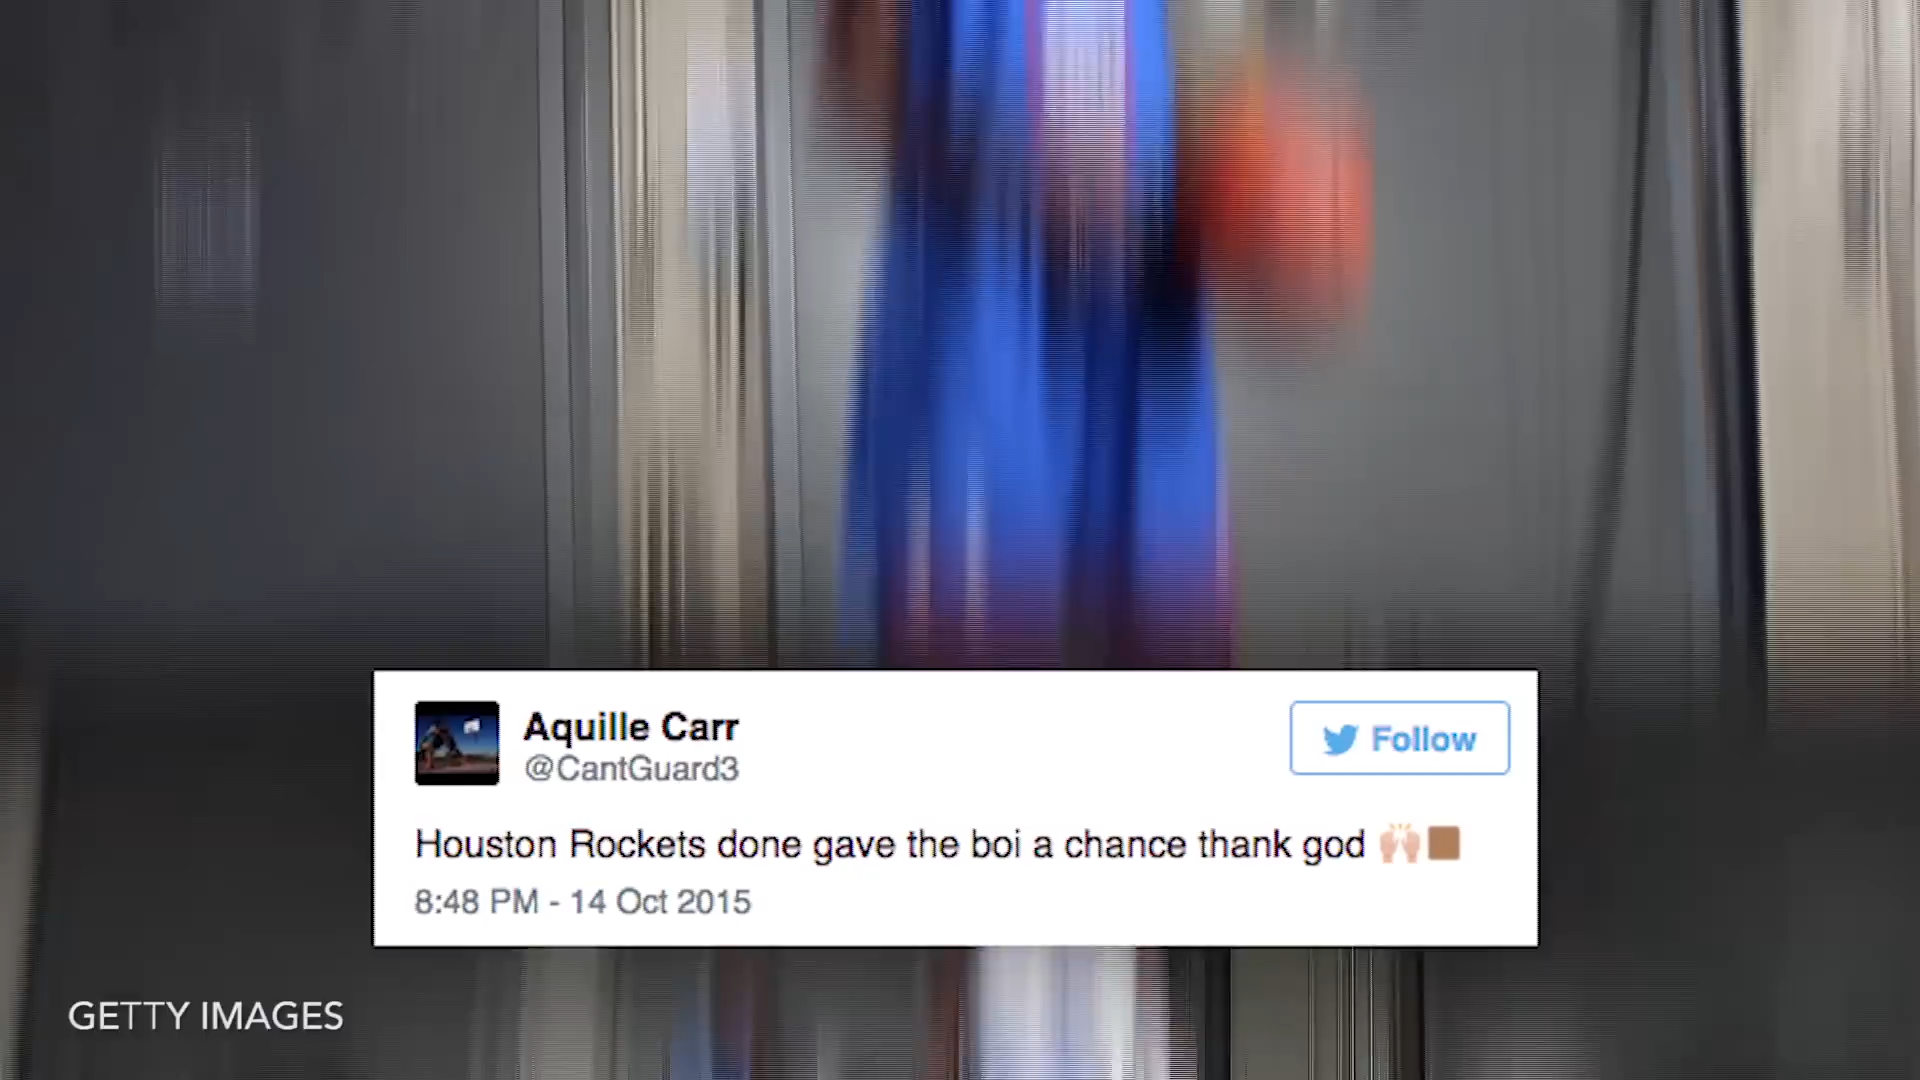 Aquille Carr
@CantGuard3
Follow
Houston Rockets done gave the boi a chance thank god 🙌🏻🏾
8:48 PM - 14 Oct 2015
GETTY IMAGES